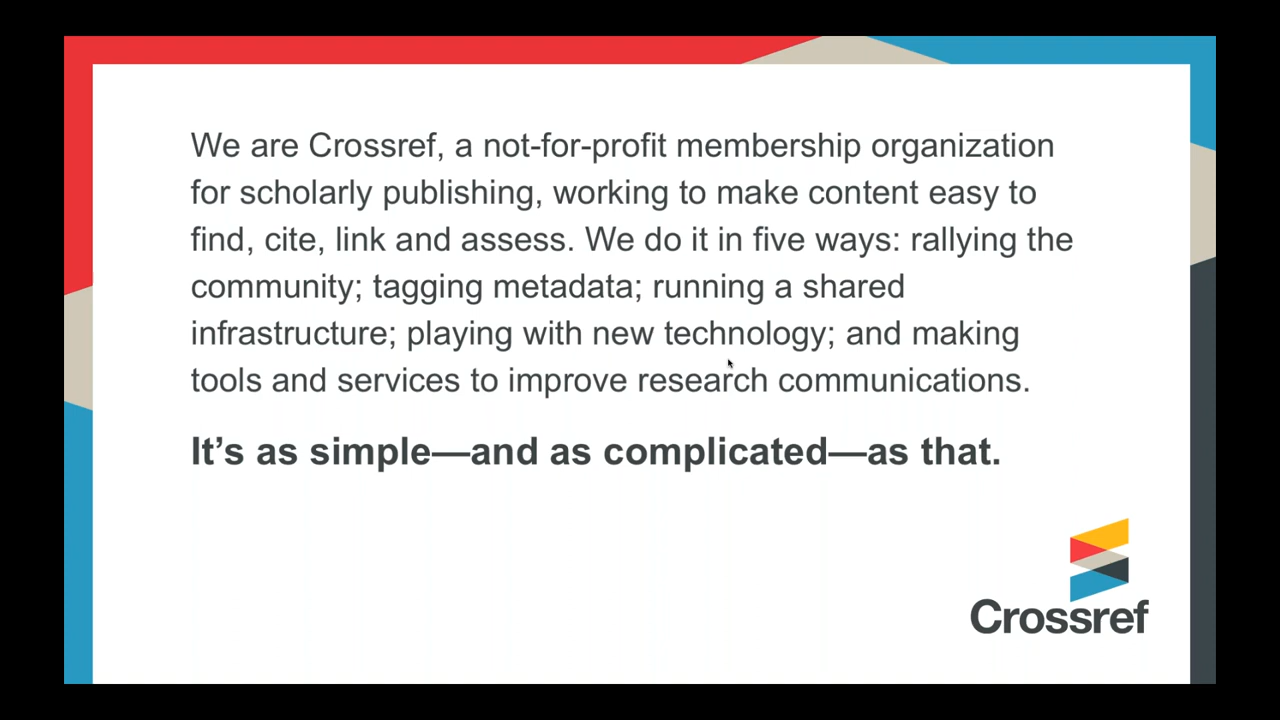 We are Crossref, a not-for-profit membership organization
for scholarly publishing, working to make content easy to
find, cite, link and assess. We do it in five ways: rallying the
community; tagging metadata; running a shared
infrastructure; playing with new technology; and making
tools and services to improve research communications.
It’s as simple—and as complicated—as that.
Crossref